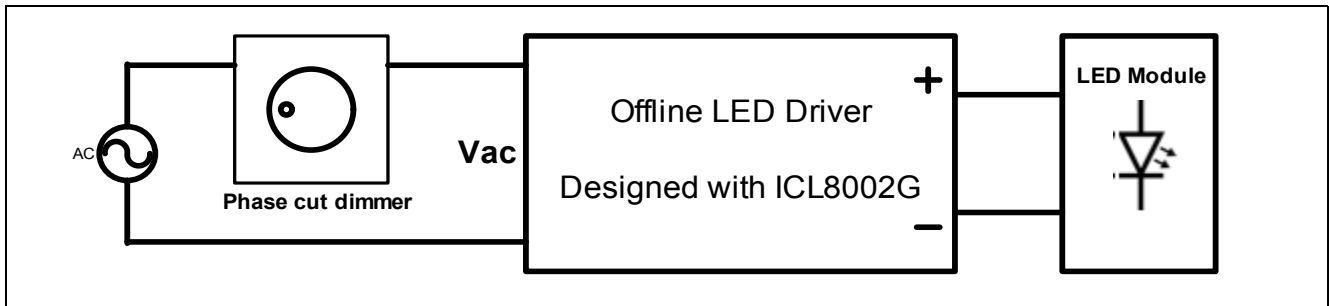 AC
Phase cut dimmer
Vac
+
Offline LED Driver
Designed with ICL8002G
−
LED Module